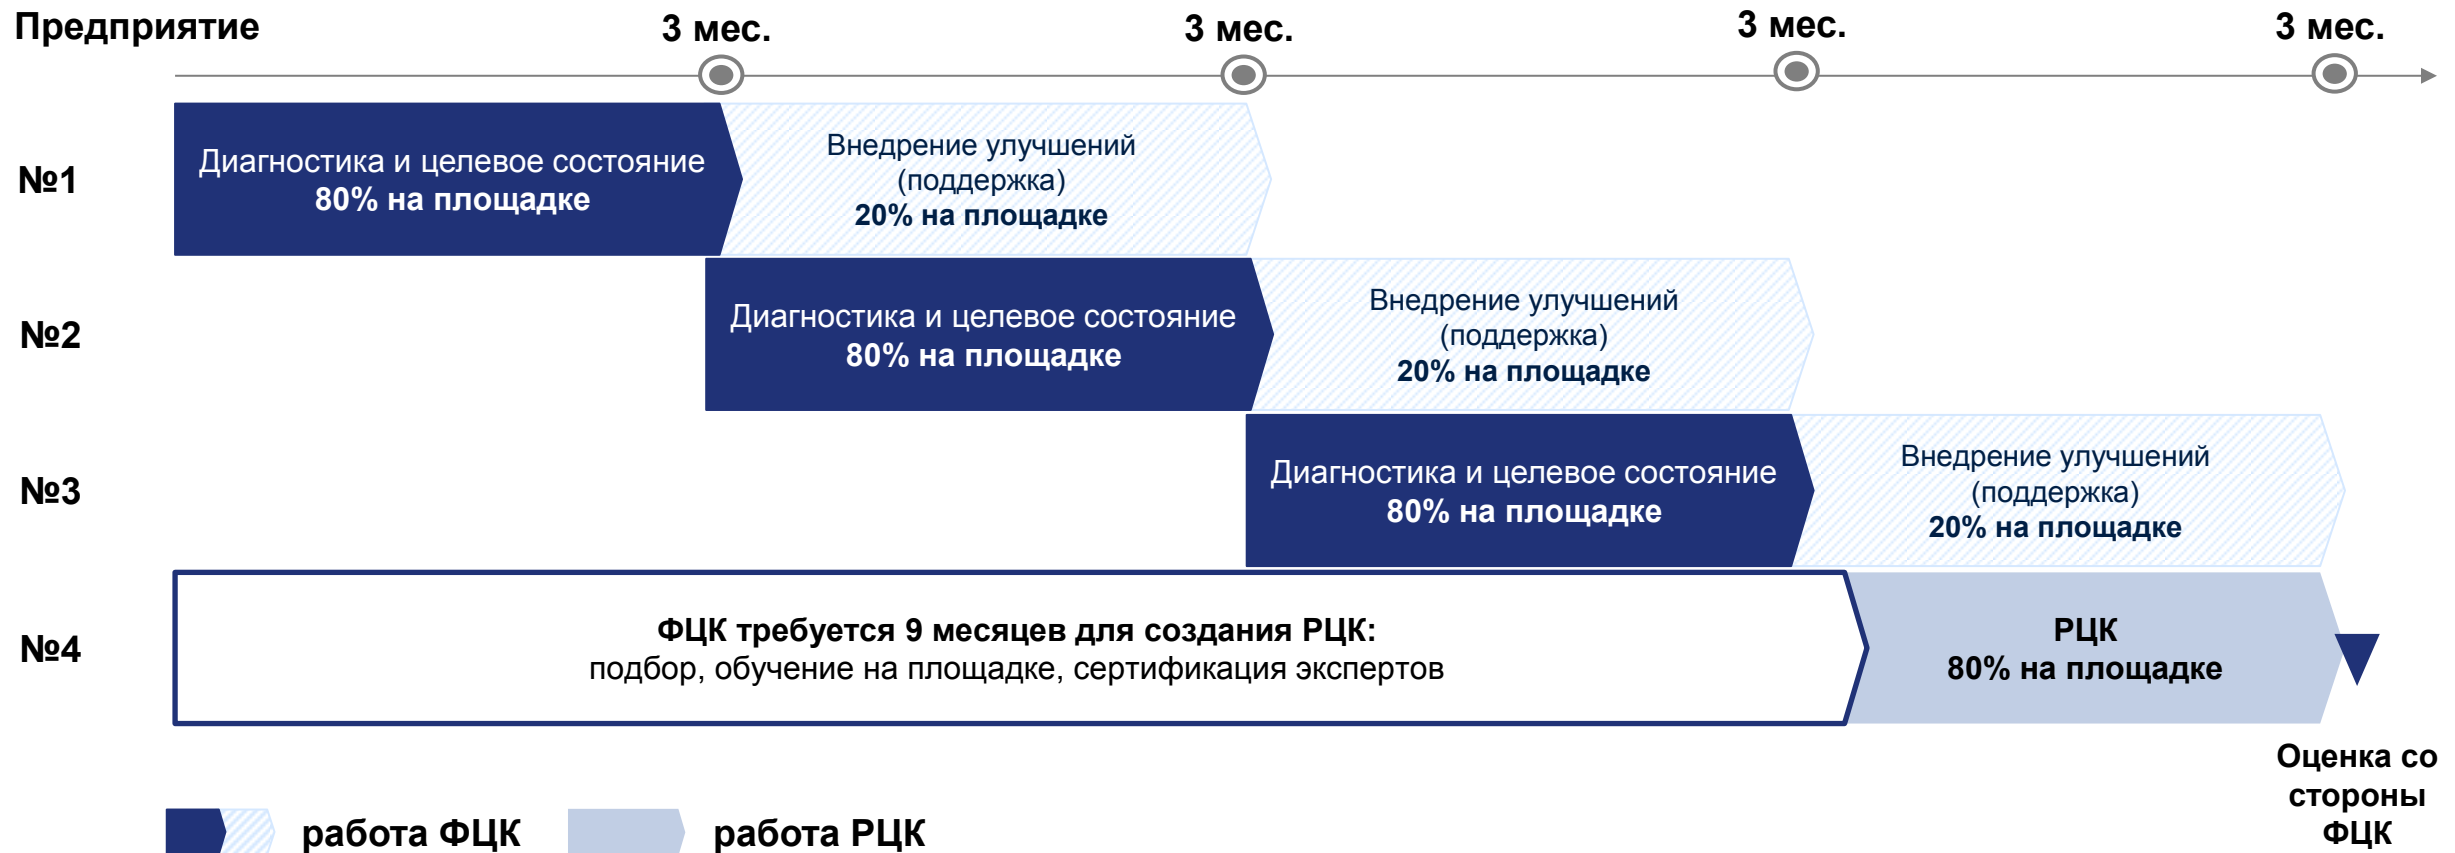 Предприятие
3 мес.
3 мес.
3 мес.
3 мес.
№1
Диагностика и целевое состояние
80% на площадке
Внедрение улучшений
(поддержка)
20% на площадке
№2
Диагностика и целевое состояние
80% на площадке
Внедрение улучшений
(поддержка)
20% на площадке
№3
Диагностика и целевое состояние
80% на площадке
Внедрение улучшений
(поддержка)
20% на площадке
№4
ФЦК требуется 9 месяцев для создания РЦК:
подбор, обучение на площадке, сертификация экспертов
РЦК
80% на площадке
Оценка со
стороны
ФЦК
работа ФЦК
работа РЦК